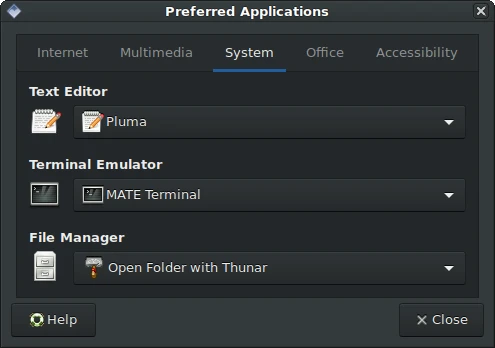 Preferred Applications
Internet Multimedia System Office Accessibility
Text Editor
Pluma
Terminal Emulator
MATE Terminal
File Manager
Open Folder with Thunar
Help Close